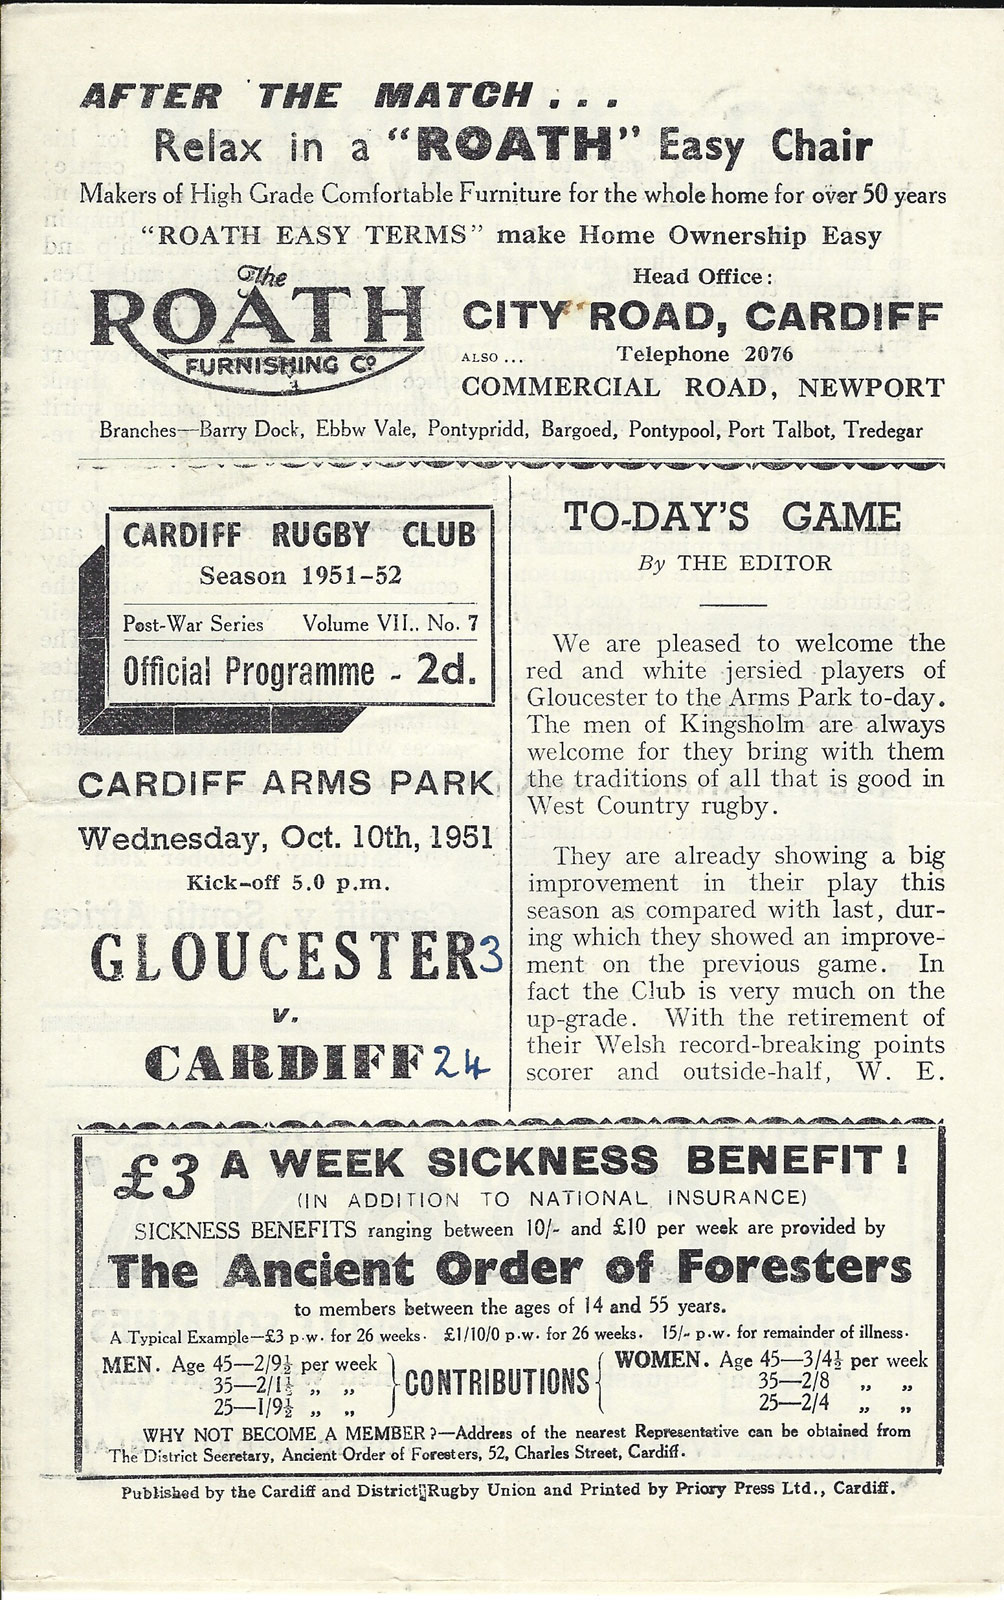 AFTER THE MATCH...
Relax in a "ROATH" Easy Chair
Makers of High Grade Comfortable Furniture for the whole home for over 50 years
"ROATH EASY TERMS" make Home Ownership Easy
The
ROATH
FURNISHING Co
Head Office:
CITY ROAD, CARDIFF
ALSO ... Telephone 2076
COMMERCIAL ROAD, NEWPORT
Branches—Barry Dock, Ebbw Vale, Pontypridd, Bargoed, Pontypool, Port Talbot, Tredegar
CARDIFF RUGBY CLUB
Season 1951-52
Post-War Series Volume VII.. No. 7
Official Programme - 2d.
CARDIFF ARMS PARK
Wednesday, Oct. 10th, 1951
Kick-off 5.0 p.m.
GLOUCESTER 3
v.
CARDIFF 24
TO-DAY'S GAME
By THE EDITOR
We are pleased to welcome the
red and white jersied players of
Gloucester to the Arms Park to-day.
The men of Kingsholm are always
welcome for they bring with them
the traditions of all that is good in
West Country rugby.
They are already showing a big
improvement in their play this
season as compared with last, dur-
ing which they showed an improve-
ment on the previous game. In
fact the Club is very much on the
up-grade. With the retirement of
their Welsh record-breaking points
scorer and outside-half, W. E.
£3 A WEEK SICKNESS BENEFIT!
(IN ADDITION TO NATIONAL INSURANCE)
SICKNESS BENEFITS ranging between 10/- and £10 per week are provided by
The Ancient Order of Foresters
to members between the ages of 14 and 55 years.
A Typical Example—£3 p.w. for 26 weeks. £1/10/0 p.w. for 26 weeks. 15/- p.w. for remainder of illness.
MEN. Age 45—2/9½ per week
35—2/1½ „ „
25—1/9½ „ „
CONTRIBUTIONS
WOMEN. Age 45—3/4½ per week
35—2/8 „ „
25—2/4 „ „
WHY NOT BECOME A MEMBER?—Address of the nearest Representative can be obtained from
The District Secretary, Ancient Order of Foresters, 52, Charles Street, Cardiff.
Published by the Cardiff and District Rugby Union and Printed by Priory Press Ltd., Cardiff.